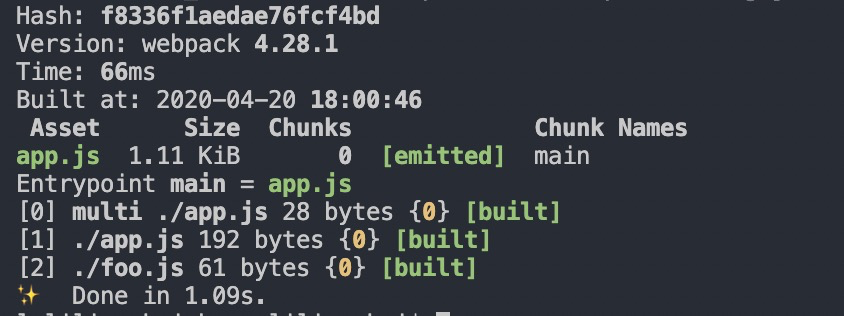 Hash: f8336f1aedae76fcf4bd
Version: webpack 4.28.1
Time: 66ms
Built at: 2020-04-20 18:00:46
Asset Size Chunks Chunk Names
app.js 1.11 KiB 0 [emitted] main
Entrypoint main = app.js
[0] multi ./app.js 28 bytes {0} [built]
[1] ./app.js 192 bytes {0} [built]
[2] ./foo.js 61 bytes {0} [built]
✨ Done in 1.09s.